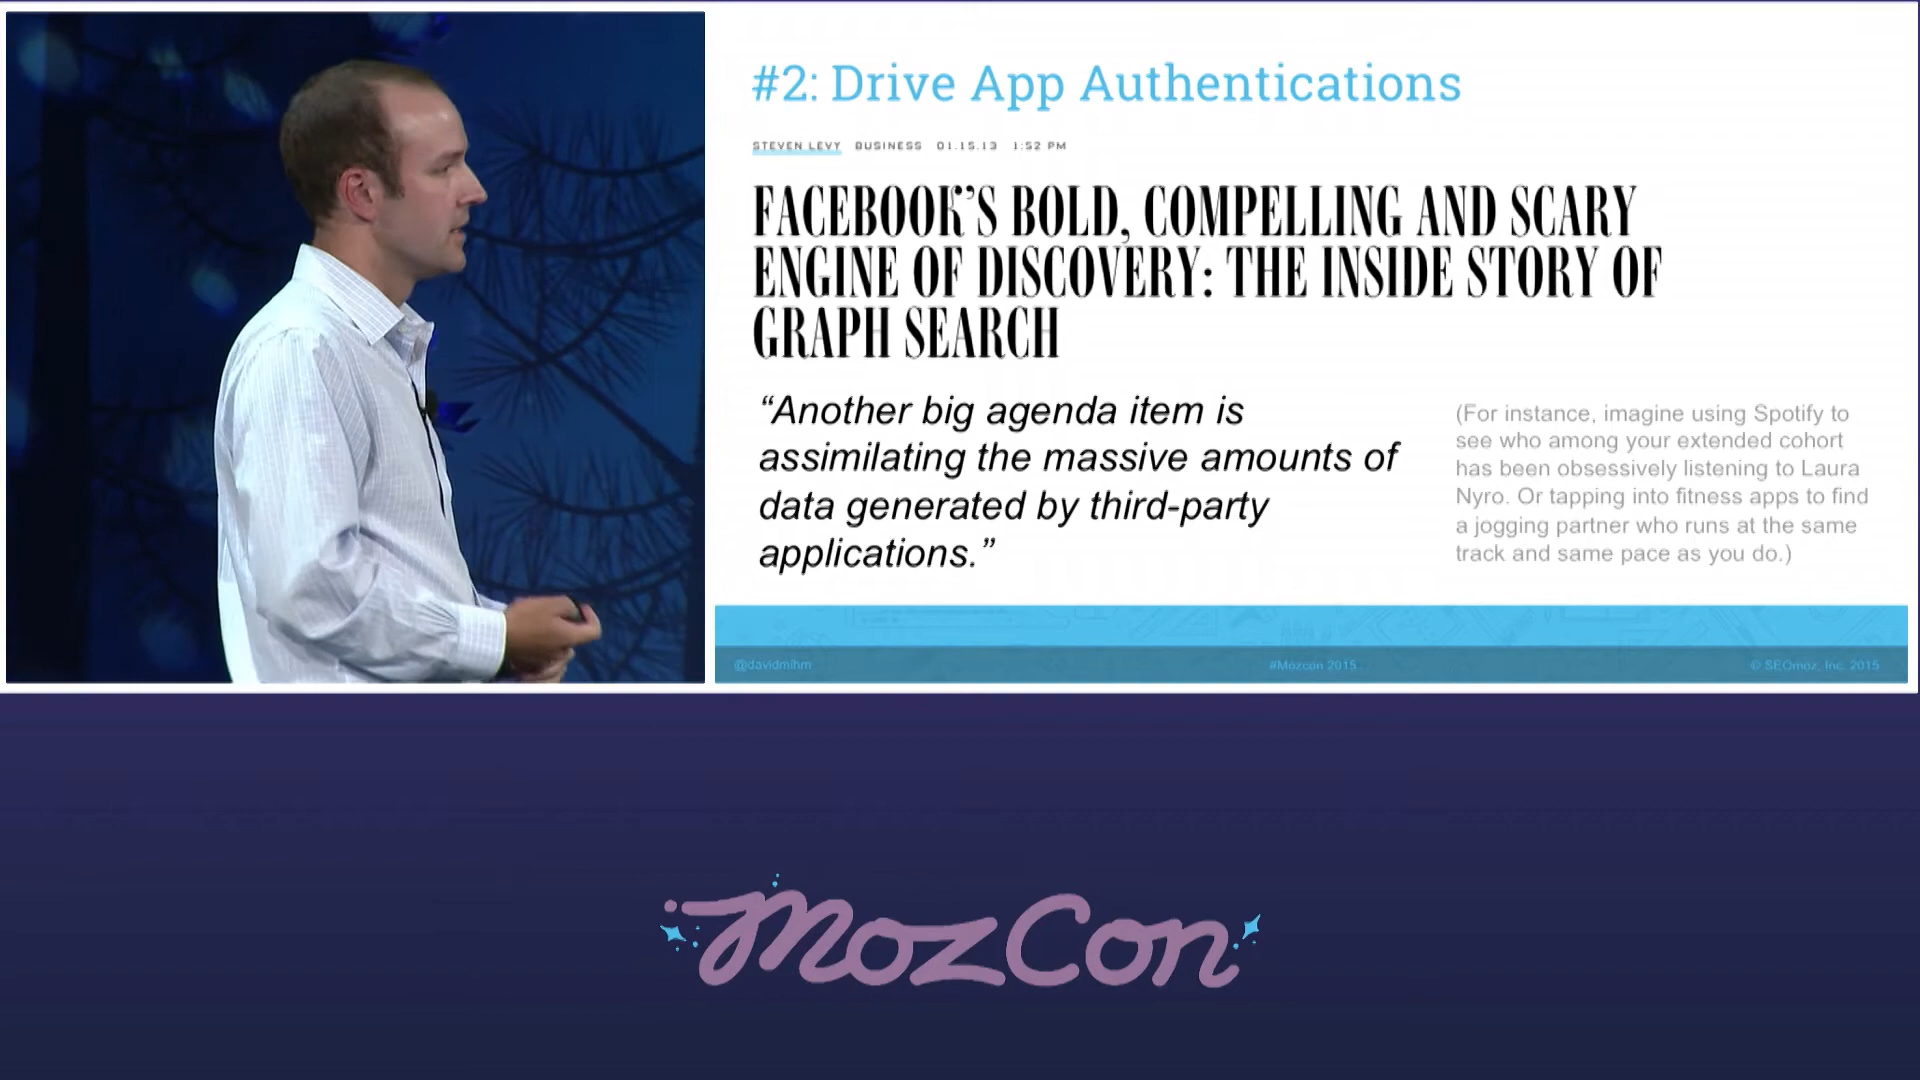 #2: Drive App Authentications
STEVEN LEVY BUSINESS 01.15.13 1:52 PM
FACEBOOK'S BOLD, COMPELLING AND SCARY
ENGINE OF DISCOVERY: THE INSIDE STORY OF
GRAPH SEARCH
“Another big agenda item is
assimilating the massive amounts of
data generated by third-party
applications.”
(For instance, imagine using Spotify to
see who among your extended cohort
has been obsessively listening to Laura
Nyro. Or tapping into fitness apps to find
a jogging partner who runs at the same
track and same pace as you do.)
@davidmihm #Mozcon 2015 © SEOmoz, Inc. 2015
MozCon